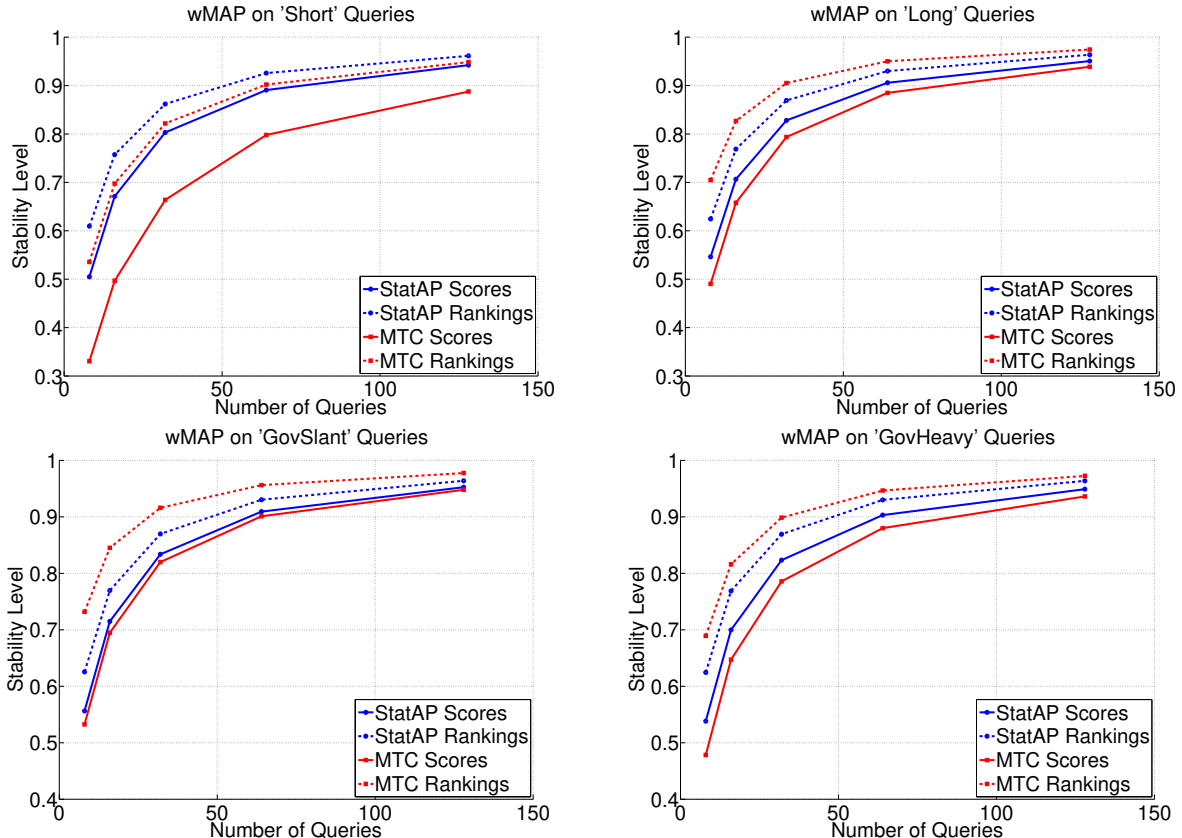 wMAP on 'Short' Queries
1
0.9
0.8
0.7
0.6
0.5
0.4
0.3
Stability Level
0
50
100
150
Number of Queries
StatAP Scores
StatAP Rankings
MTC Scores
MTC Rankings
wMAP on 'Long' Queries
1
0.9
0.8
0.7
0.6
0.5
0.4
0.3
Stability Level
0
50
100
150
Number of Queries
StatAP Scores
StatAP Rankings
MTC Scores
MTC Rankings
wMAP on 'GovSlant' Queries
1
0.9
0.8
0.7
0.6
0.5
0.4
Stability Level
0
50
100
150
Number of Queries
StatAP Scores
StatAP Rankings
MTC Scores
MTC Rankings
wMAP on 'GovHeavy' Queries
1
0.9
0.8
0.7
0.6
0.5
0.4
Stability Level
0
50
100
150
Number of Queries
StatAP Scores
StatAP Rankings
MTC Scores
MTC Rankings